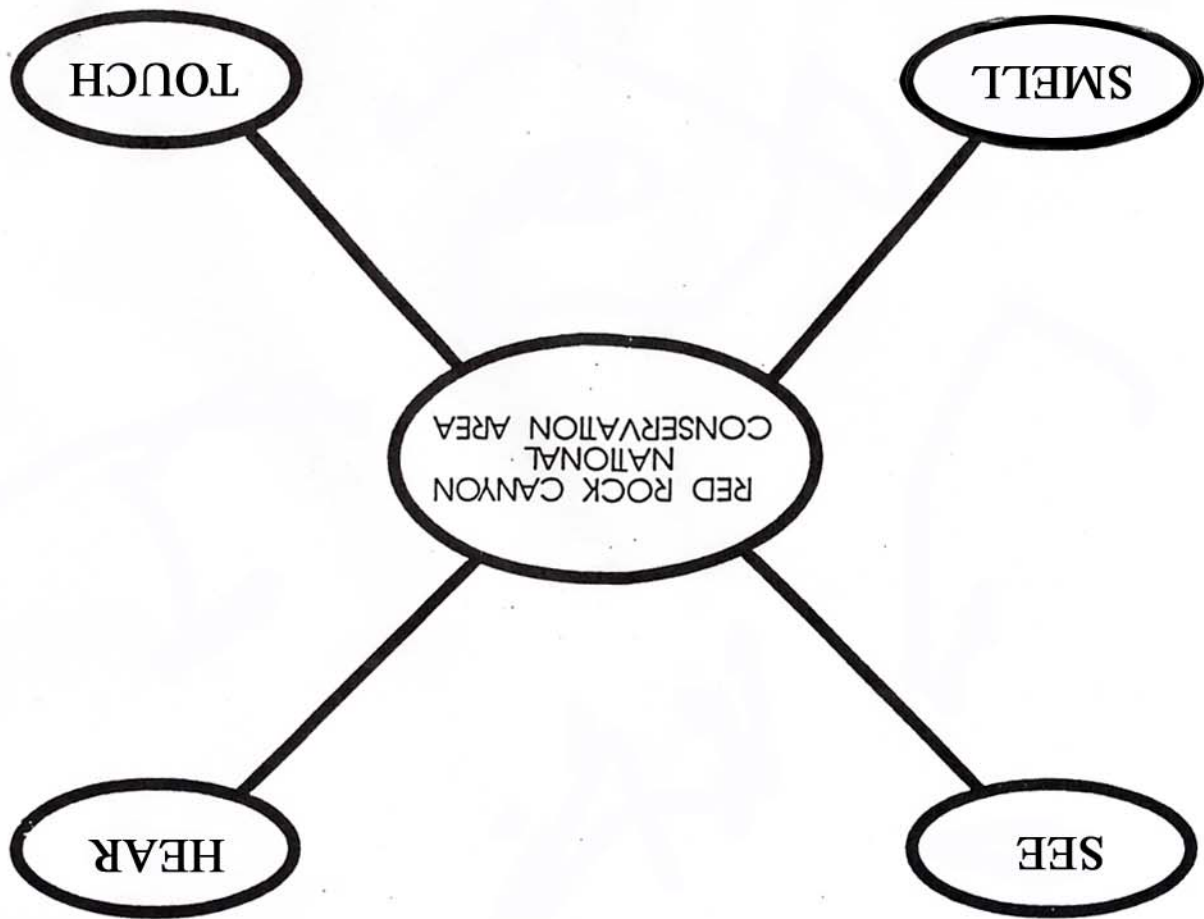 SEE
HEAR
RED ROCK CANYON
NATIONAL
CONSERVATION AREA
SMELL
TOUCH